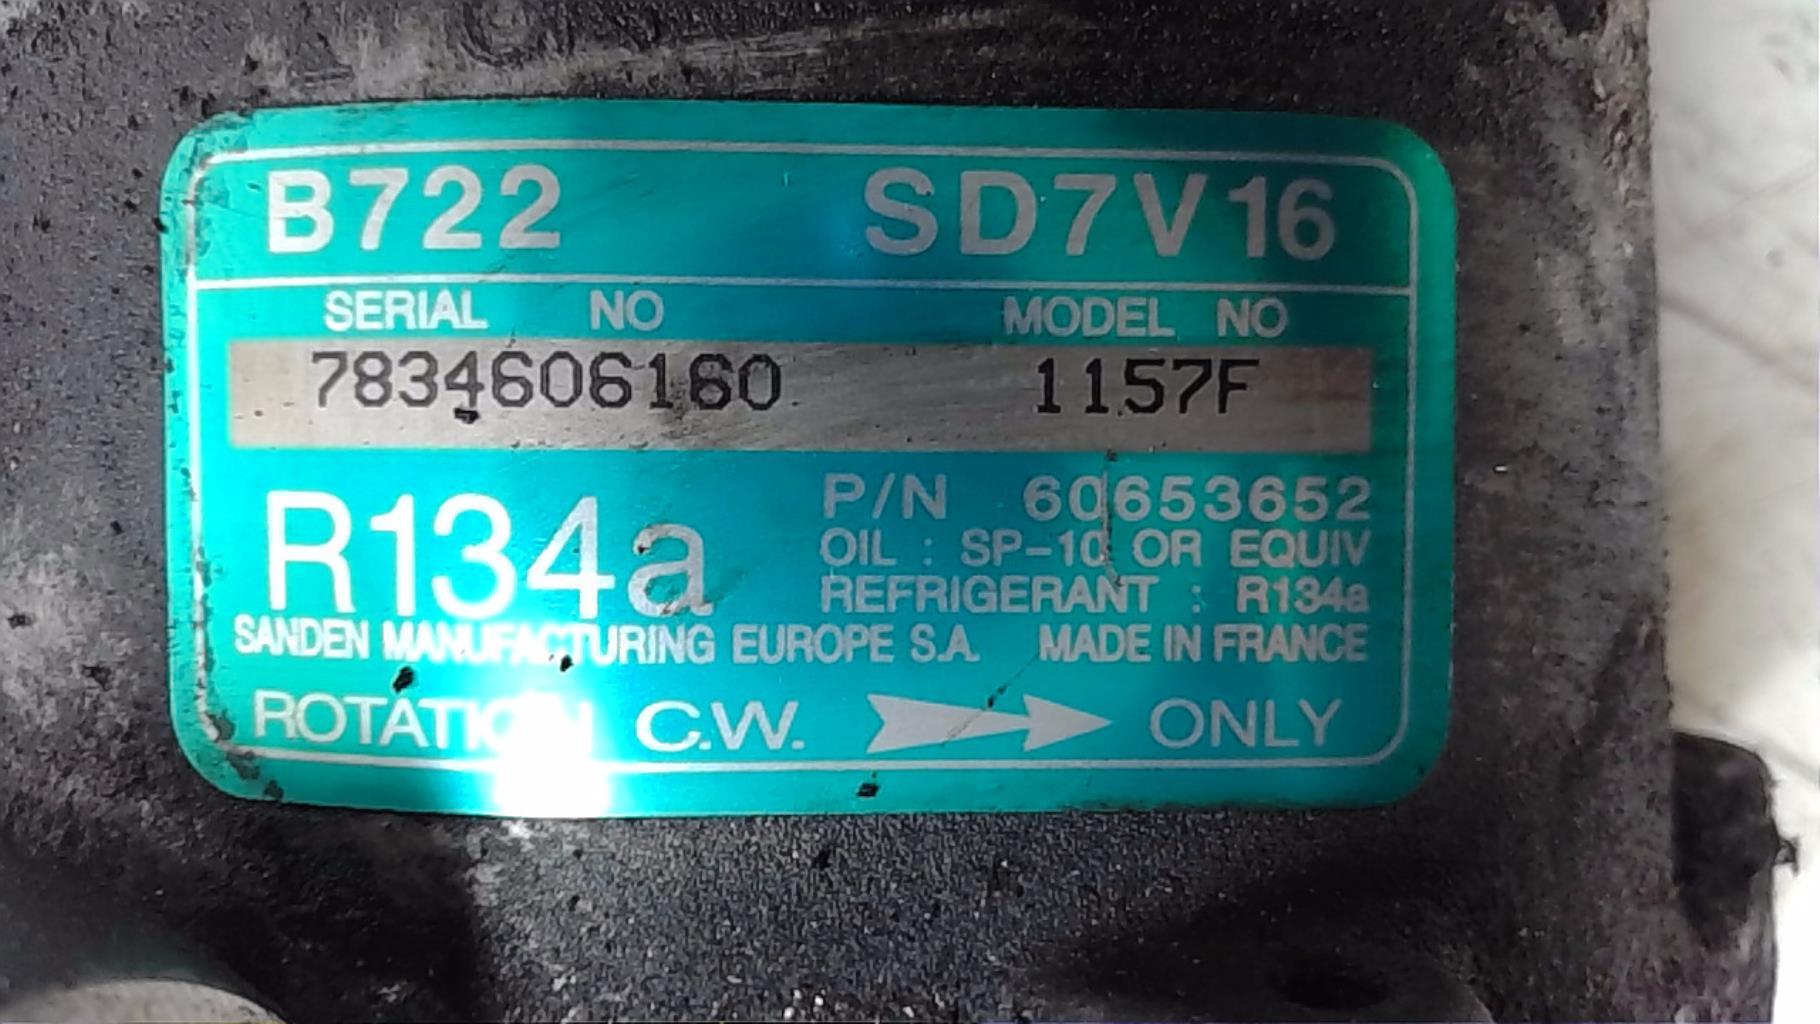 B722 SD7V16
SERIAL NO MODEL NO
7834606160 1157F
R134a
P/N 60653652
OIL : SP-10 OR EQUIV
REFRIGERANT : R134a
SANDEN MANUFACTURING EUROPE S.A. MADE IN FRANCE
ROTATION C.W. ONLY